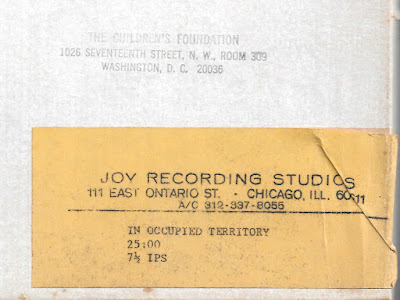 THE CHILDREN'S FOUNDATION
1026 SEVENTEENTH STREET, N. W., ROOM 309
WASHINGTON, D. C. 20036
JOY RECORDING STUDIOS
111 EAST ONTARIO ST. · CHICAGO, ILL. 60611
A/C 312-337-8055
IN OCCUPIED TERRITORY
25:00
7½ IPS